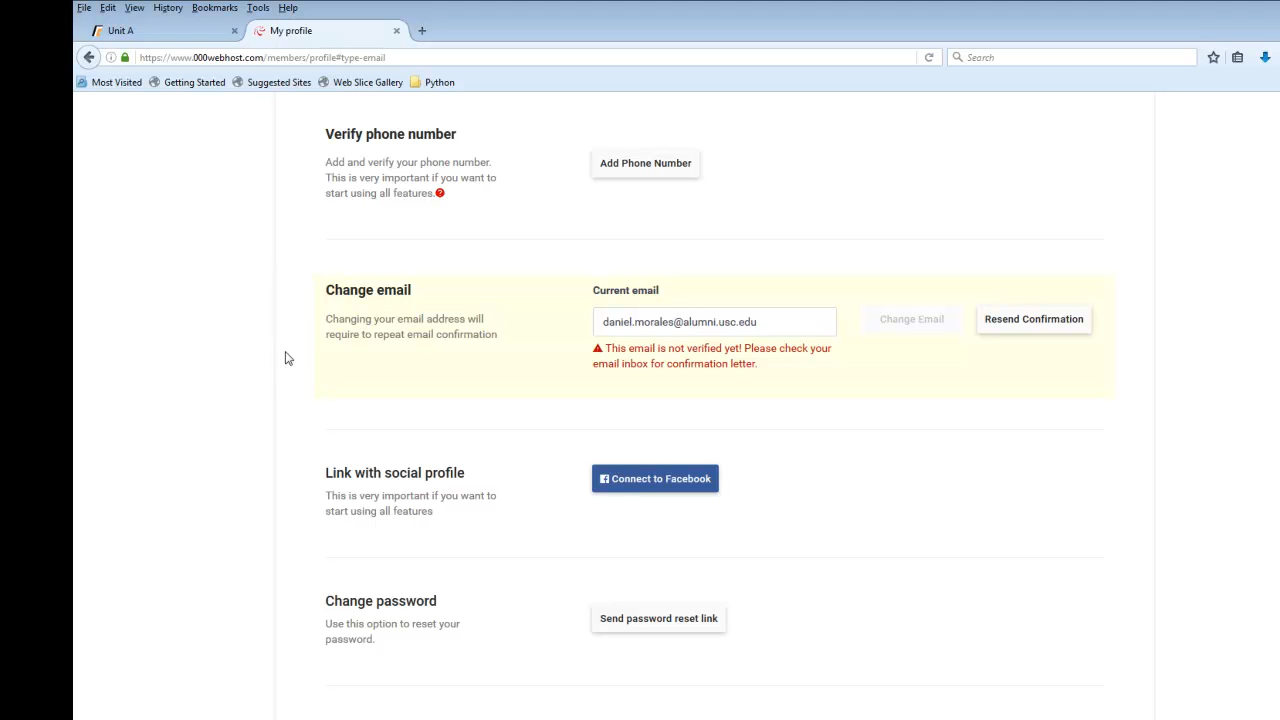 File Edit View History Bookmarks Tools Help
Unit A × My profile × +
https://www.000webhost.com/members/profile#type-email Search
Most Visited Getting Started Suggested Sites Web Slice Gallery Python
Verify phone number
Add and verify your phone number.
This is very important if you want to
start using all features.?
Add Phone Number
Change email
Changing your email address will
require to repeat email confirmation
Current email
daniel.morales@alumni.usc.edu
Change Email
Resend Confirmation
This email is not verified yet! Please check your
email inbox for confirmation letter.
Link with social profile
This is very important if you want to
start using all features
Connect to Facebook
Change password
Use this option to reset your
password.
Send password reset link